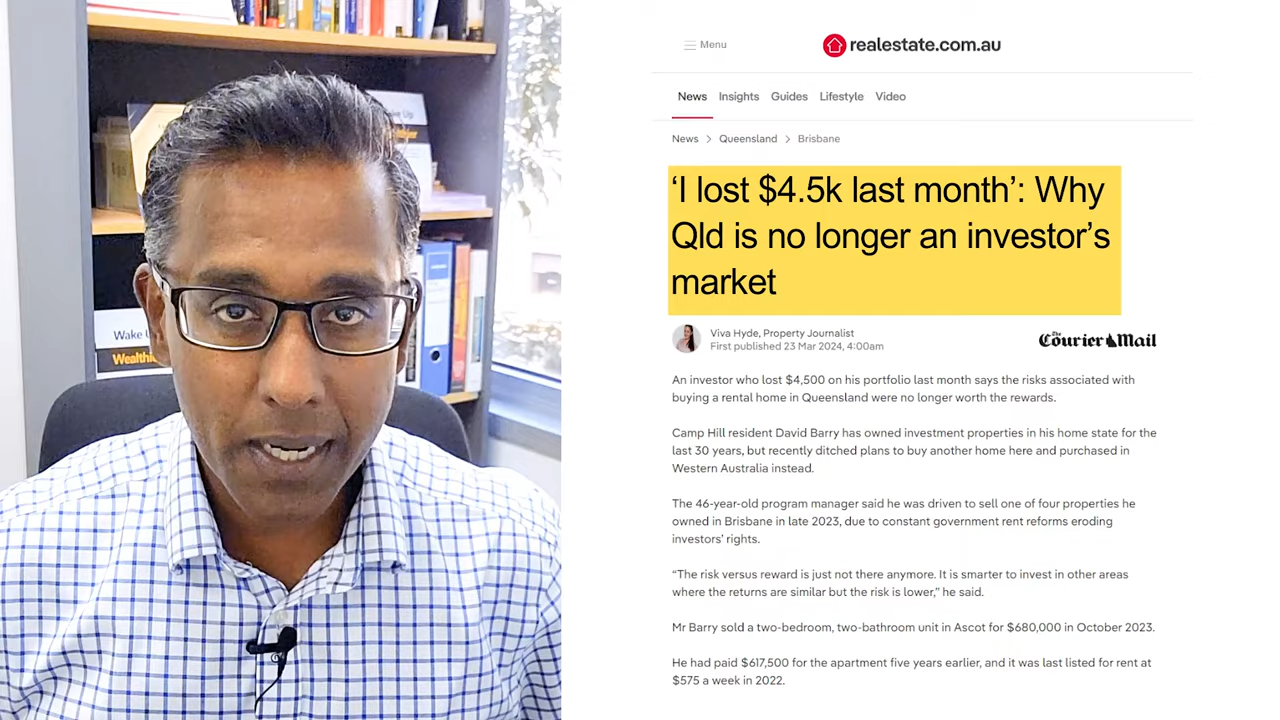 Give Up
Wake U
Wealthi
Menu
realestate.com.au
News Insights Guides Lifestyle Video
News > Queensland > Brisbane
‘I lost $4.5k last month’: Why
Qld is no longer an investor’s
market
Viva Hyde, Property Journalist
First published 23 Mar 2024, 4:00am
The Courier Mail
An investor who lost $4,500 on his portfolio last month says the risks associated with
buying a rental home in Queensland were no longer worth the rewards.
Camp Hill resident David Barry has owned investment properties in his home state for the
last 30 years, but recently ditched plans to buy another home here and purchased in
Western Australia instead.
The 46-year-old program manager said he was driven to sell one of four properties he
owned in Brisbane in late 2023, due to constant government rent reforms eroding
investors’ rights.
“The risk versus reward is just not there anymore. It is smarter to invest in other areas
where the returns are similar but the risk is lower,” he said.
Mr Barry sold a two-bedroom, two-bathroom unit in Ascot for $680,000 in October 2023.
He had paid $617,500 for the apartment five years earlier, and it was last listed for rent at
$575 a week in 2022.